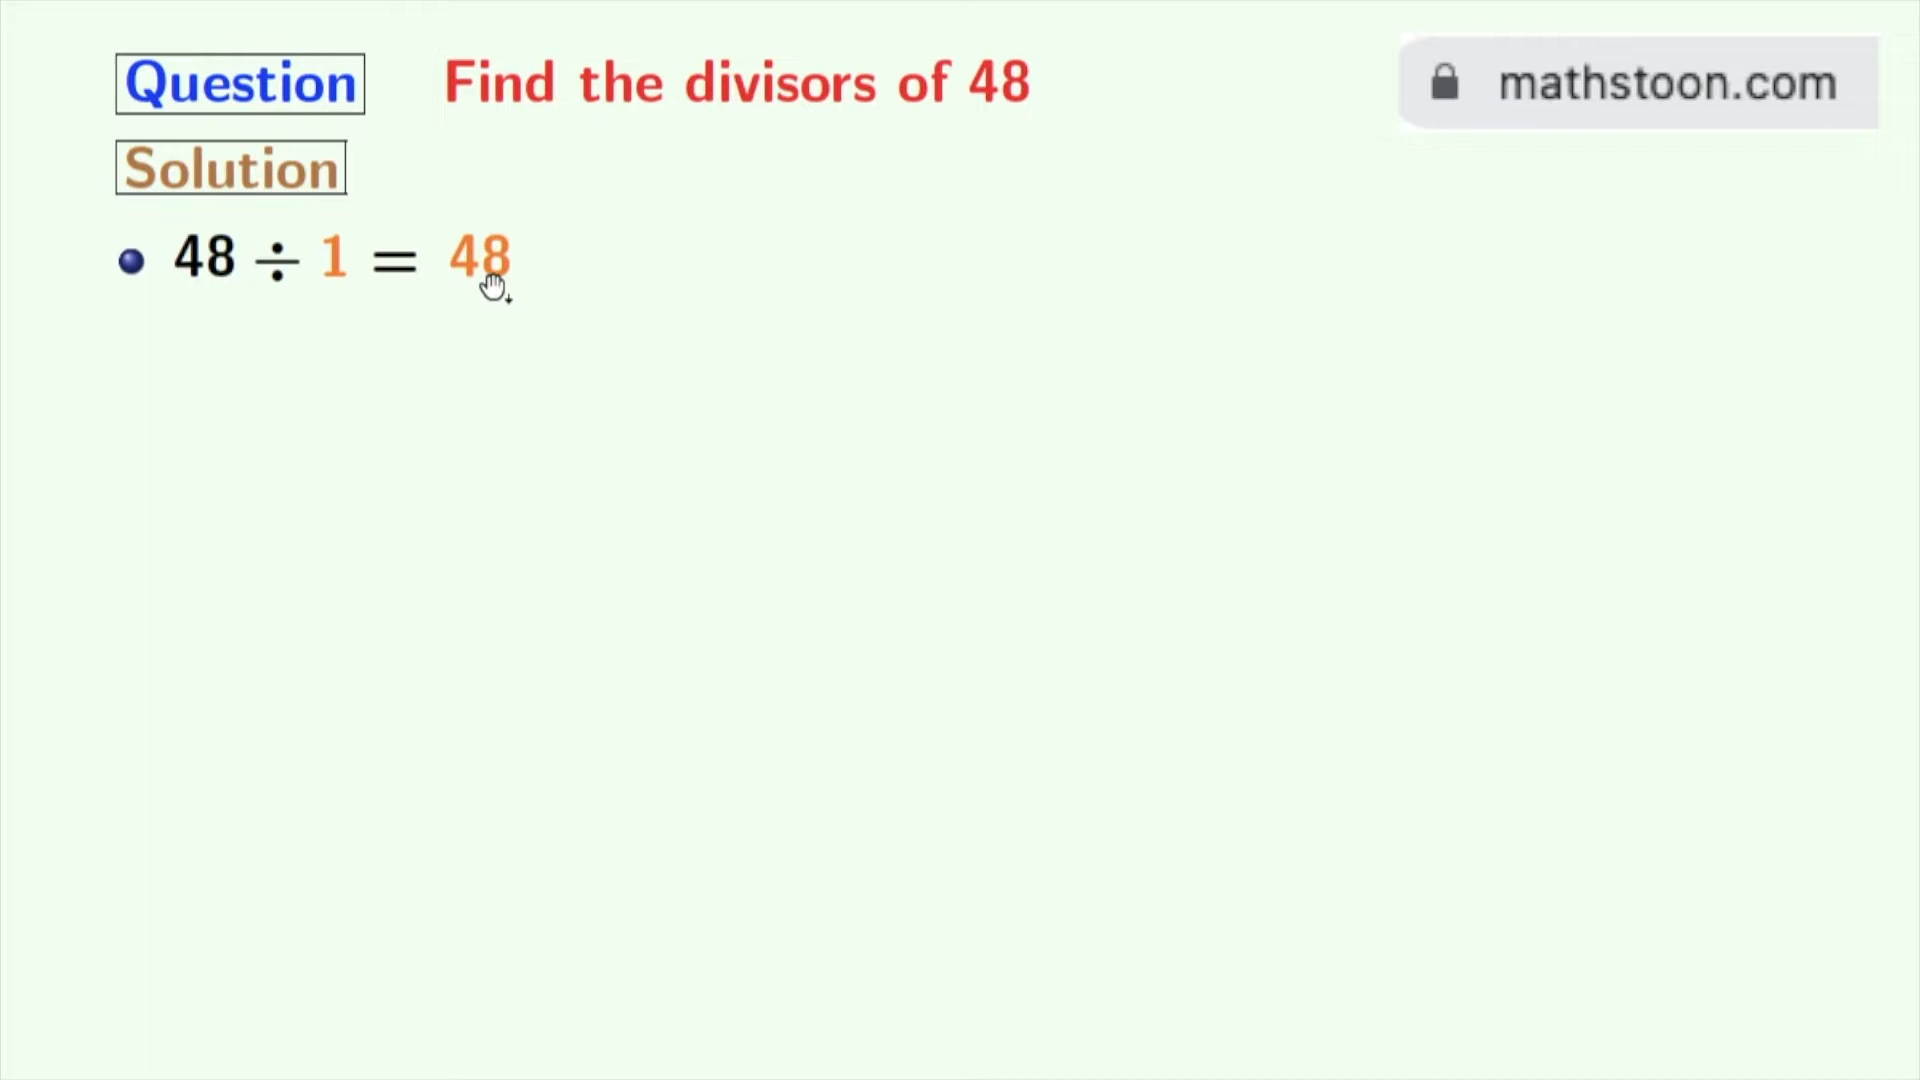 Question Find the divisors of 48
mathstoon.com
Solution
48 ÷ 1 = 48